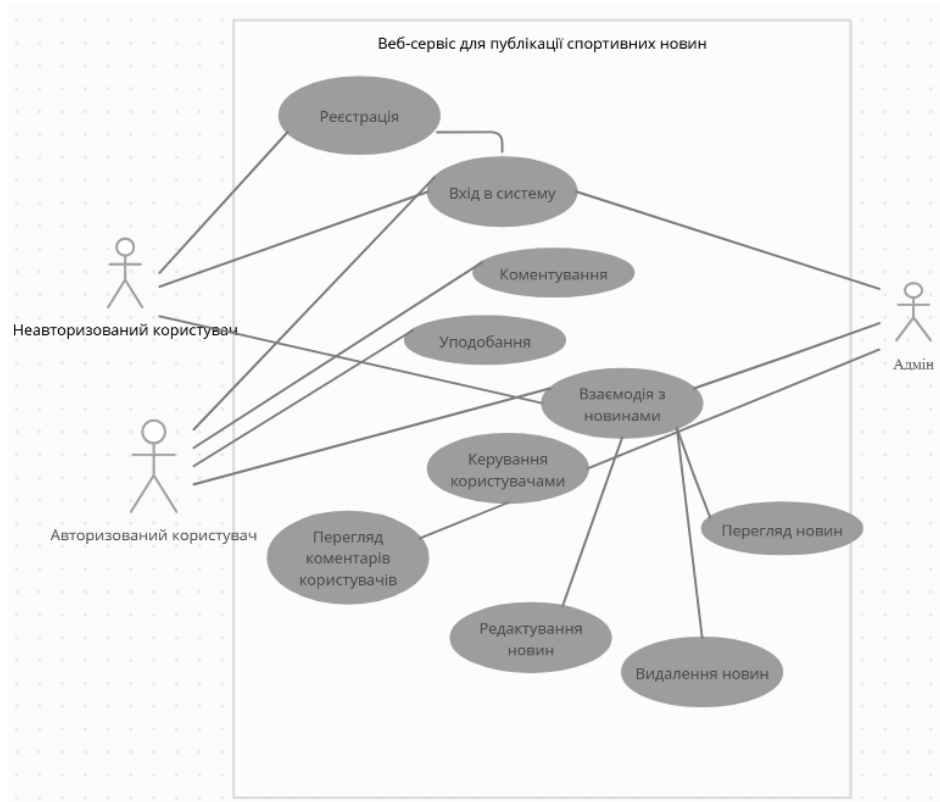 Веб-сервіс для публікації спортивних новин
Реєстрація
Вхід в систему
Коментування
Неавторизований користувач
Уподобання
Адмін
Взаємодія з
новинами
Керування
користувачами
Авторизований користувач
Перегляд новин
Перегляд
коментарів
користувачів
Редактування
новин
Видалення новин